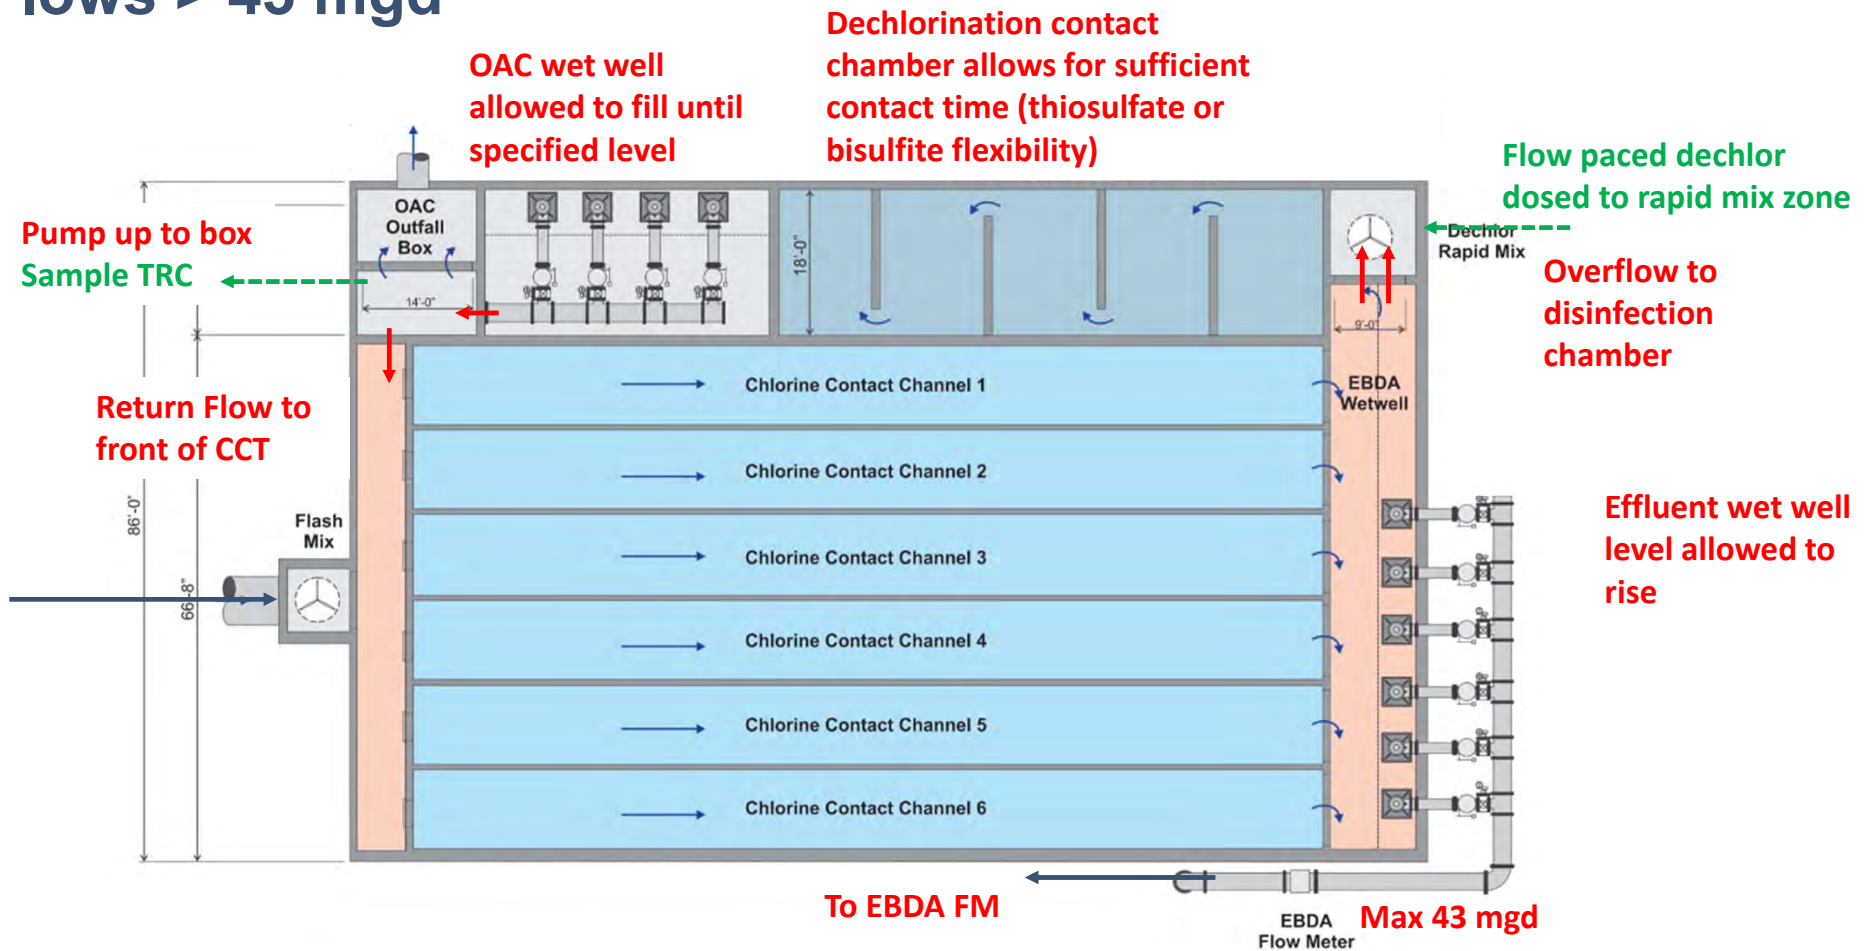 lows > 43 mgd
OAC wet well
allowed to fill until
specified level
Dechlorination contact
chamber allows for sufficient
contact time (thiosulfate or
bisulfite flexibility)
Flow paced dechlor
dosed to rapid mix zone
Dechlor
Rapid Mix
Pump up to box
Sample TRC
OAC
Outfall
Box
14'-0"
18'-0"
9'-0"
Overflow to
disinfection
chamber
Return Flow to
front of CCT
Chlorine Contact Channel 1
EBDA
Wetwell
Chlorine Contact Channel 2
86'-0"
66'-8"
Flash
Mix
Chlorine Contact Channel 3
Effluent wet well
level allowed to
rise
Chlorine Contact Channel 4
Chlorine Contact Channel 5
Chlorine Contact Channel 6
To EBDA FM
EBDA
Flow Meter
Max 43 mgd